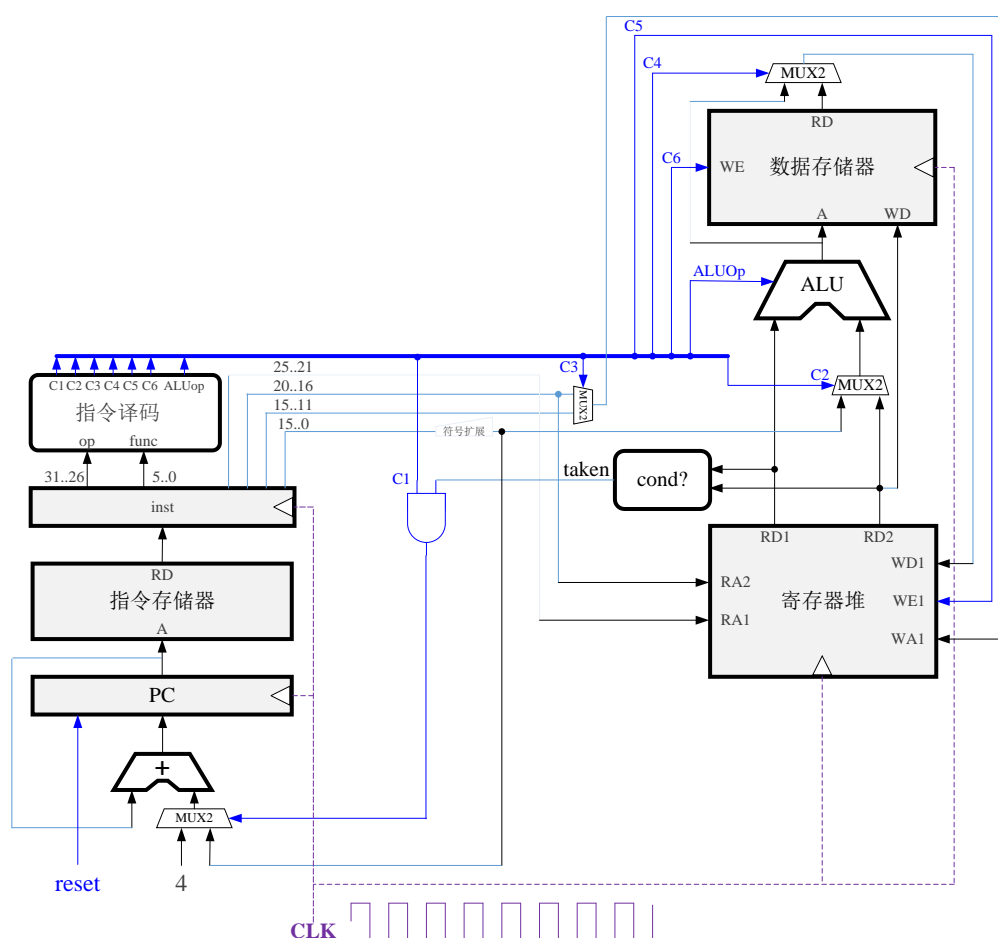 C5
C4
MUX2
RD
C6
WE
数据存储器
A
WD
ALUOp
ALU
C3
MUX2
C2
MUX2
25..21
20..16
15..11
15..0
符号扩展
C1 C2 C3 C4 C5 C6 ALUop
指令译码
op
func
31..26
5..0
inst
C1
taken
cond?
RD1
RD2
WD1
RA2
寄存器堆
WE1
RA1
WA1
RD
指令存储器
A
PC
+
MUX2
reset
4
CLK